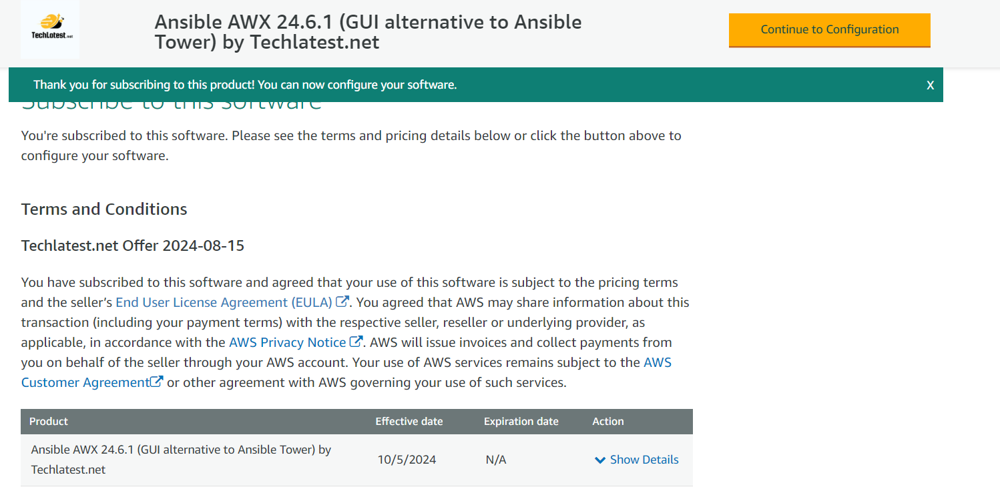 TechLatest.net
Ansible AWX 24.6.1 (GUI alternative to Ansible
Tower) by Techlatest.net
Continue to Configuration
Thank you for subscribing to this product! You can now configure your software.
X
Subscribe to this software
You're subscribed to this software. Please see the terms and pricing details below or click the button above to
configure your software.
Terms and Conditions
Techlatest.net Offer 2024-08-15
You have subscribed to this software and agreed that your use of this software is subject to the pricing terms
and the seller’s End User License Agreement (EULA). You agreed that AWS may share information about this
transaction (including your payment terms) with the respective seller, reseller or underlying provider, as
applicable, in accordance with the AWS Privacy Notice. AWS will issue invoices and collect payments from
you on behalf of the seller through your AWS account. Your use of AWS services remains subject to the AWS
Customer Agreement or other agreement with AWS governing your use of such services.
Product Effective date Expiration date Action
Ansible AWX 24.6.1 (GUI alternative to Ansible Tower) by
Techlatest.net
10/5/2024 N/A Show Details